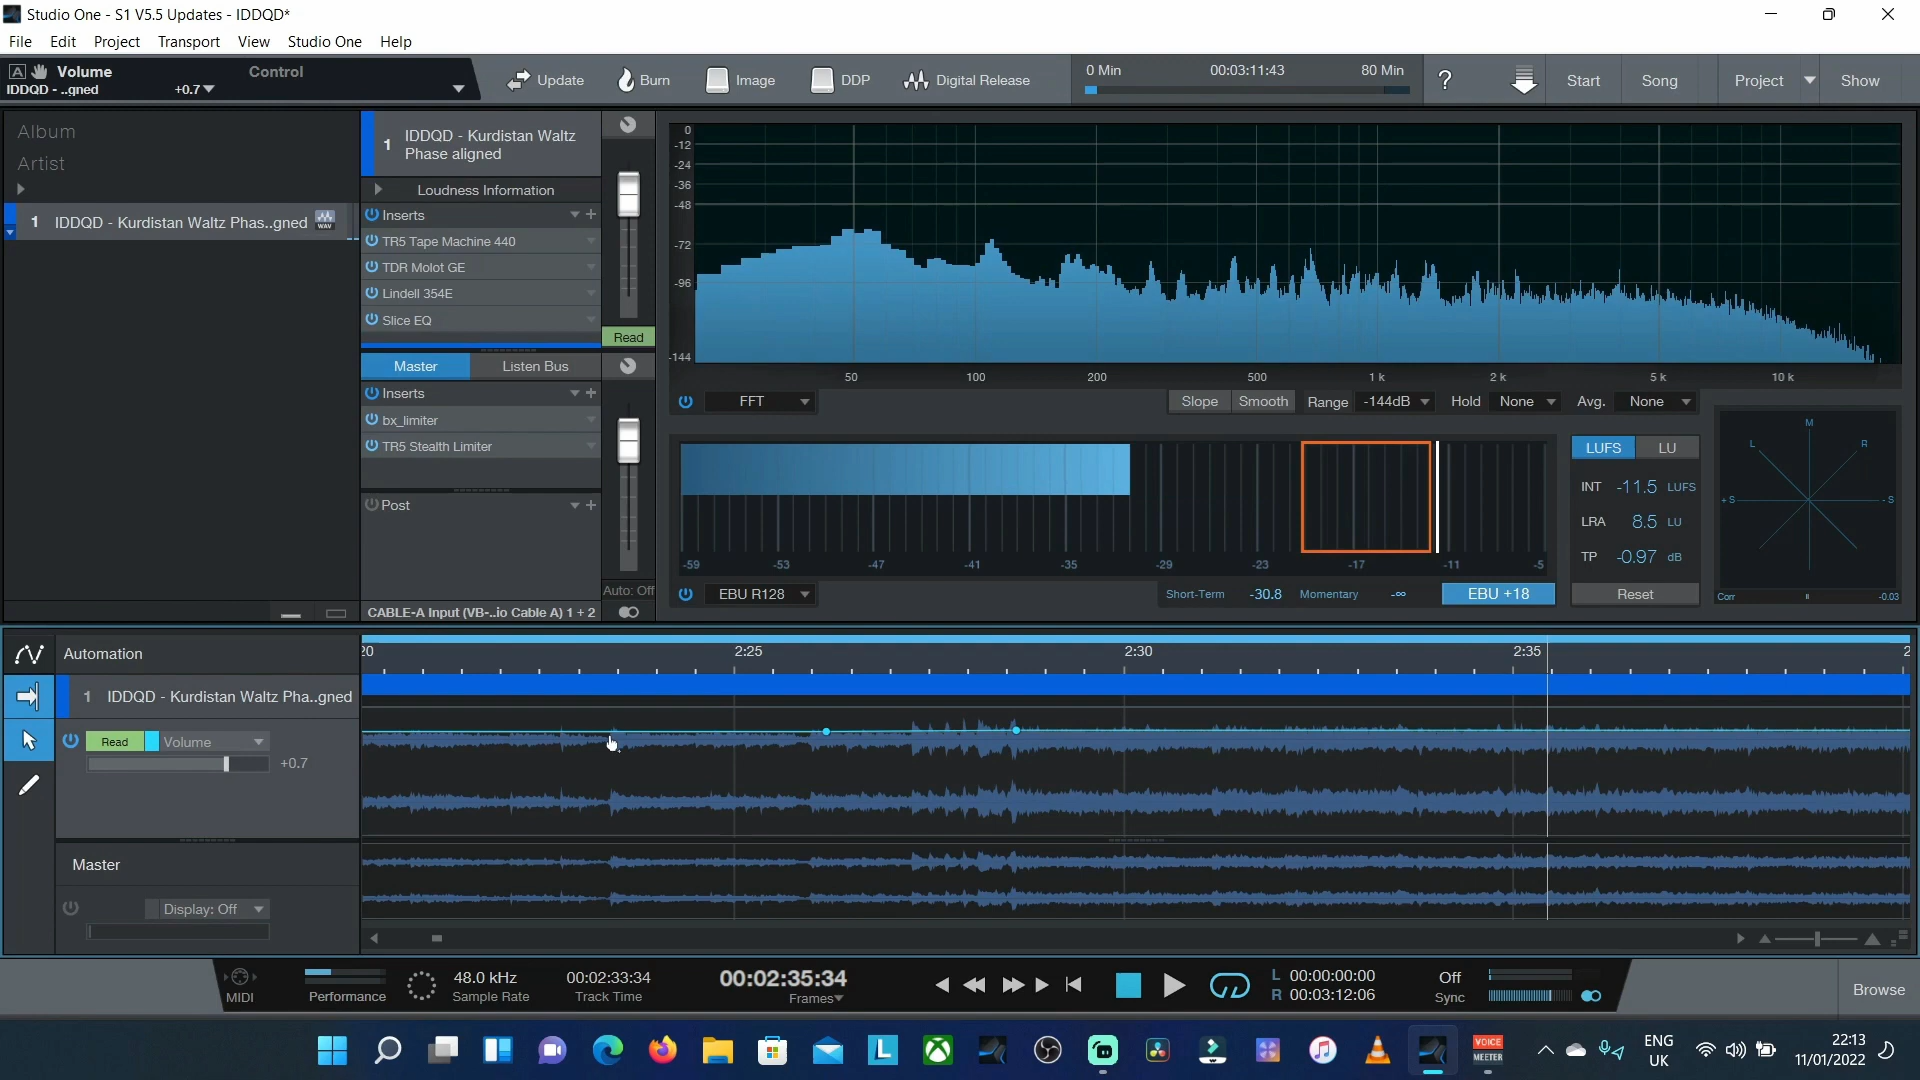 Studio One - S1 V5.5 Updates - IDDQD*
File Edit Project Transport View Studio One Help
A Volume Control
IDDQD - ..gned +0.7
Update Burn Image DDP Digital Release
0 Min 00:03:11:43 80 Min
? Start Song Project Show
Album
Artist
1 IDDQD - Kurdistan Waltz Phas..gned WAV
1 IDDQD - Kurdistan Waltz
Phase aligned
Loudness Information
Inserts
TR5 Tape Machine 440
TDR Molot GE
Lindell 354E
Slice EQ
Read
Master Listen Bus
Inserts
bx_limiter
TR5 Stealth Limiter
Post
Auto: Off
CABLE-A Input (VB-..io Cable A) 1 + 2
0
-12
-24
-36
-48
-72
-96
-144
50 100 200 500 1k 2k 5k 10k
FFT Slope Smooth Range -144dB Hold None Avg. None
-59 -53 -47 -41 -35 -29 -23 -17 -11 -5
EBU R128 Short-Term -30.8 Momentary -∞ EBU +18
LUFS LU
INT -11.5 LUFS
LRA 8.5 LU
TP -0.97 dB
Reset
M
L R
+S -S
Corr -0.03
Automation
20 2:25 2:30 2:35 2
1 IDDQD - Kurdistan Waltz Pha..gned
Read Volume
+0.7
Master
Display: Off
MIDI
Performance
48.0 kHz
Sample Rate
00:02:33:34
Track Time
00:02:35:34
Frames
L 00:00:00:00
R 00:03:12:06
Off
Sync
Browse
L
VOICE
MEETER
ENG
UK
22:13
11/01/2022